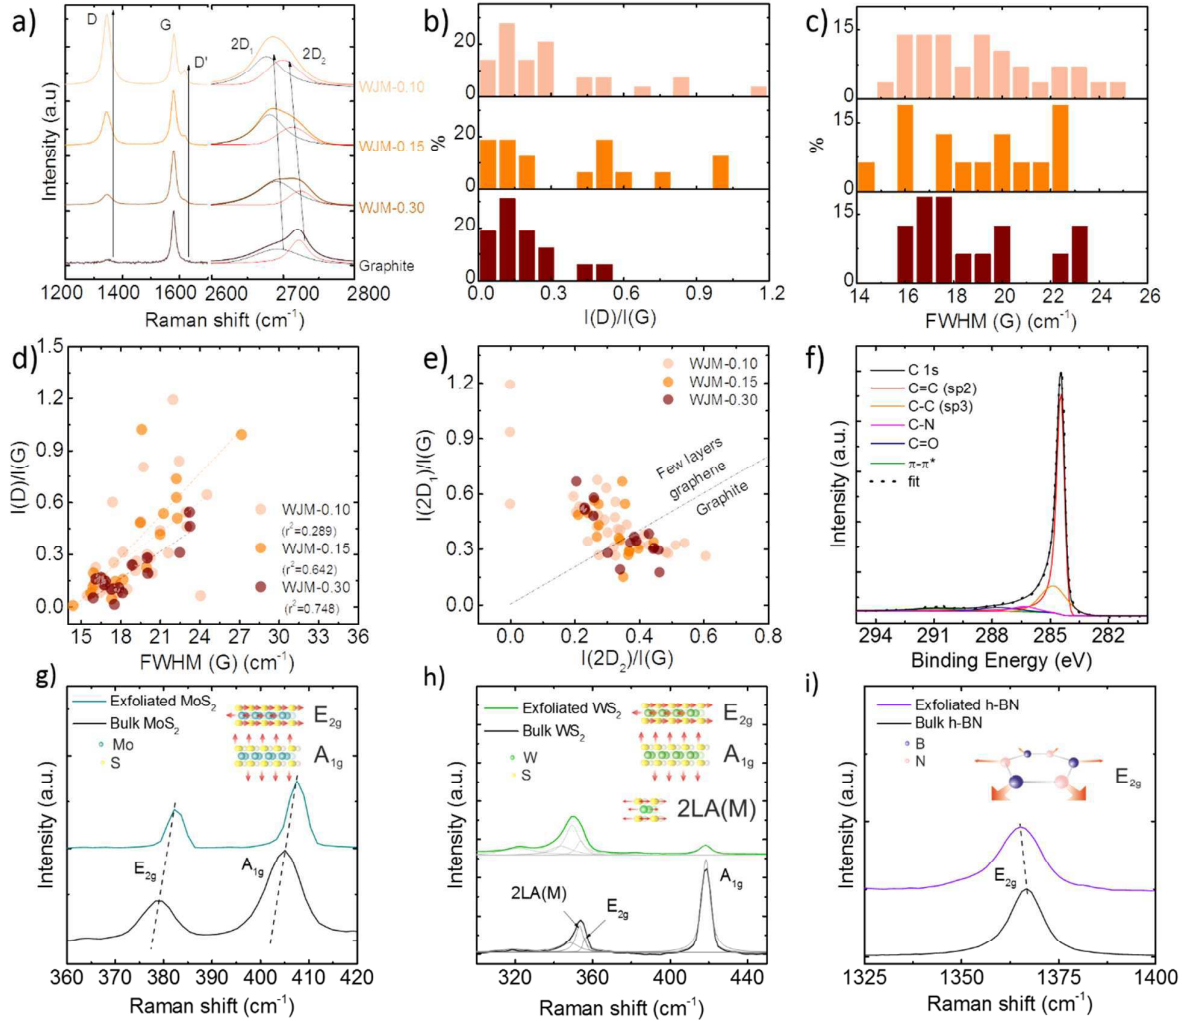 a)
D
G
D'
2D1
2D2
WJM-0.10
WJM-0.15
WJM-0.30
Graphite
Intensity (a.u)
1200 1400 1600 2600 2700 2800
Raman shift (cm-1)
b)
20
0
20
0
20
0
%
0.0 0.3 0.6 0.9 1.2
I(D)/I(G)
c)
15
0
15
0
15
0
%
14 16 18 20 22 24 26
FWHM (G) cm-1
d)
1.5
1.2
0.9
0.6
0.3
0.0
I(D)/I(G)
WJM-0.10
(r2=0.289)
WJM-0.15
(r2=0.642)
WJM-0.30
(r2=0.748)
15 18 21 24 27 30 33 36
FWHM (G) (cm-1)
e)
WJM-0.10
WJM-0.15
WJM-0.30
1.2
0.9
0.6
0.3
0.0
I(2D1)/I(G)
Few layers
graphene
Graphite
0.0 0.2 0.4 0.6 0.8
I(2D2)/I(G)
f)
C 1s
C=C (sp2)
C-C (sp3)
C-N
C=O
π-π*
fit
Intensity (a.u.)
294 291 288 285 282
Binding Energy (eV)
g)
Exfoliated MoS2
Bulk MoS2
Mo
S
E2g
A1g
E2g
A1g
Intensity (a.u.)
360 380 400 420
Raman shift (cm-1)
h)
Exfoliated WS2
Bulk WS2
W
S
E2g
A1g
2LA(M)
2LA(M)
E2g
A1g
Intensity (a.u.)
320 360 400 440
Raman shift (cm-1)
i)
Exfoliated h-BN
Bulk h-BN
B
N
E2g
E2g
Intensity (a.u.)
1325 1350 1375 1400
Raman shift (cm-1)